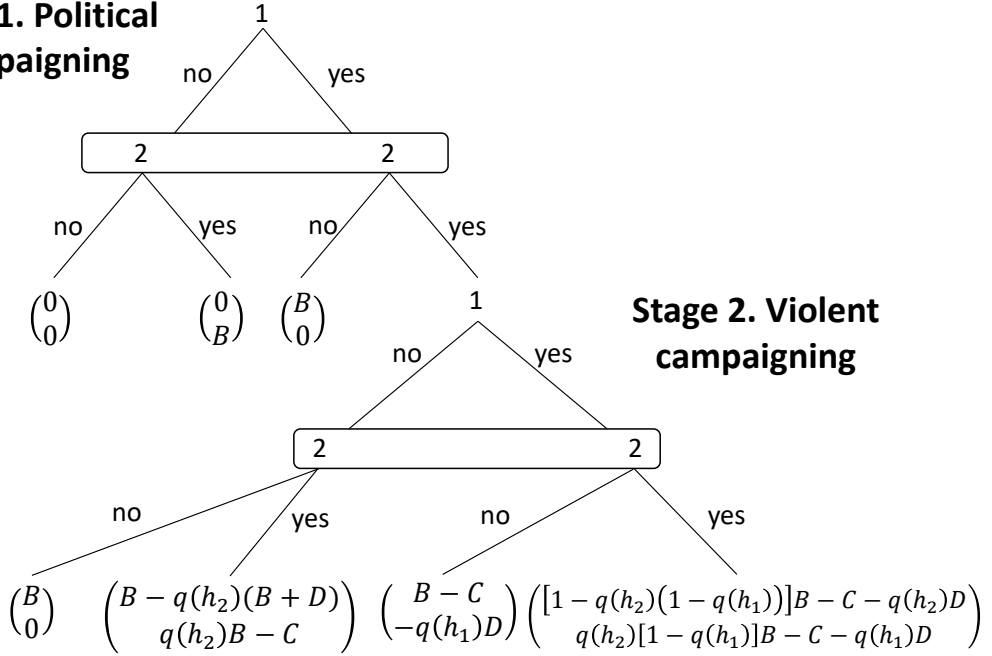 1. Political
paigning
1
no yes
2 2
no yes no yes
(0 0) (0 B) (B 0)
1
Stage 2. Violent
campaigning
no yes
2 2
no yes no yes
(B 0) (B − q(h₂)(B + D) q(h₂)B − C) (B − C −q(h₁)D) ([1 − q(h₂)(1 − q(h₁))]B − C − q(h₂)D q(h₂)[1 − q(h₁)]B − C − q(h₁)D)